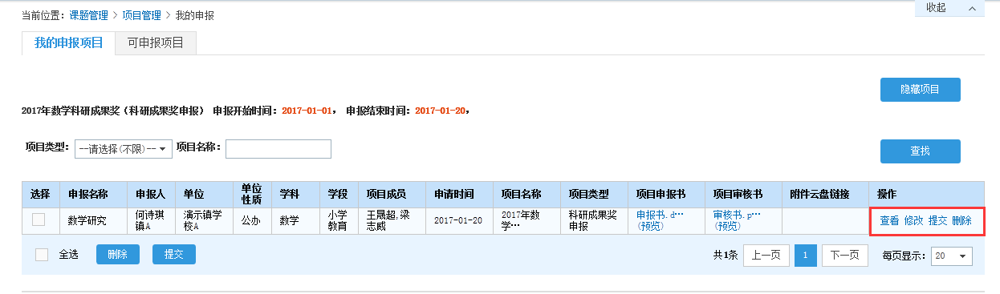 当前位置：课题管理 > 项目管理 > 我的申报
收起
我的申报项目 可申报项目
隐藏项目
2017年数学科研成果奖（科研成果奖申报） 申报开始时间：2017-01-01， 申报结束时间：2017-01-20，
项目类型： --请选择(不限)-- 项目名称：
查找
选择 申报名称 申报人 单位 单位性质 学科 学段 项目成员 申请时间 项目名称 项目类型 项目申报书 项目审核书 附件云盘链接 操作
数学研究 何诗琪镇A 演示镇学校A 公办 数学 小学教育 王晟超,梁志威 2017-01-20 2017年数学… 科研成果奖申报 申报书.d…(预览) 审核书.p…(预览) 查看 修改 提交 删除
全选 删除 提交 共1条 上一页 1 下一页 每页显示： 20